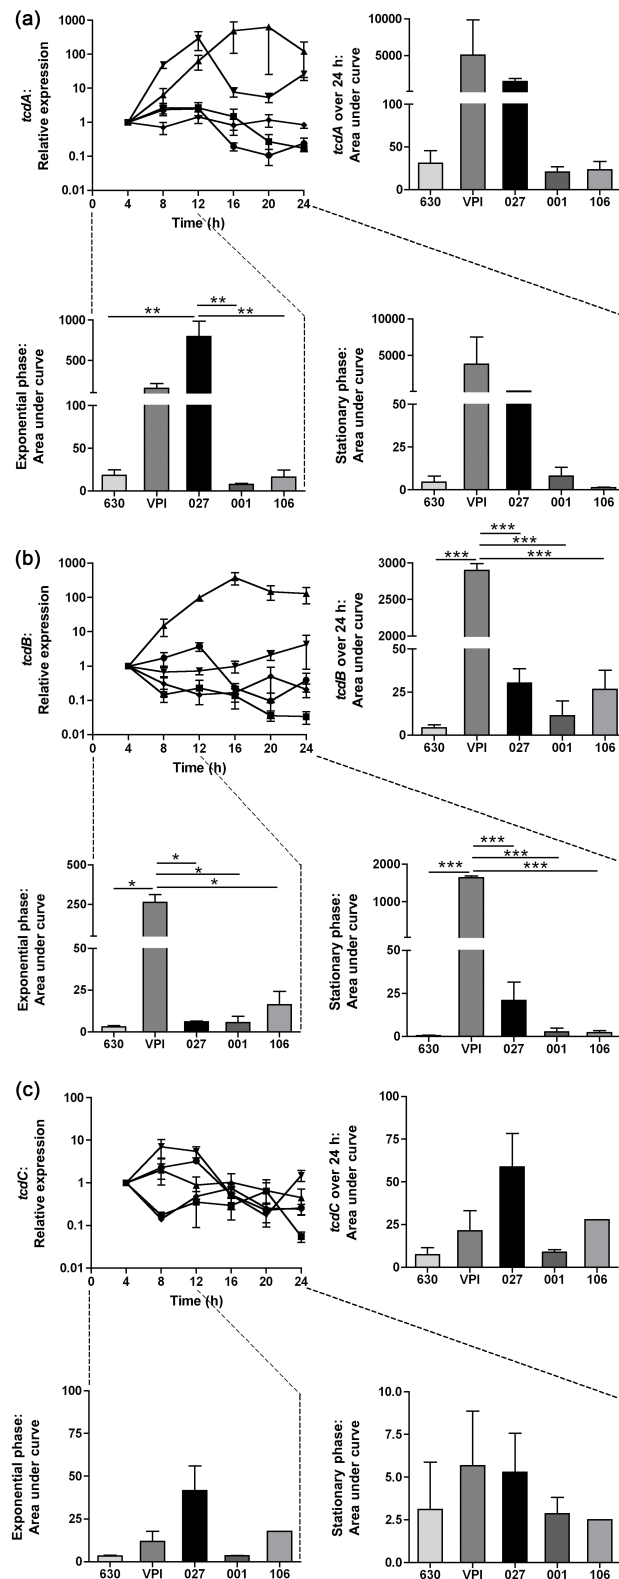 (a)
tcdA:
Relative expression
1000
100
10
1
0.1
0.01
0 4 8 12 16 20 24
Time (h)
tcdA over 24 h:
Area under curve
10000
5000
100
50
0
630 VPI 027 001 106
Exponential phase:
Area under curve
1000
500
100
50
0
** ** **
630 VPI 027 001 106
Stationary phase:
Area under curve
10000
5000
50
25
0
630 VPI 027 001 106
(b)
tcdB:
Relative expression
1000
100
10
1
0.1
0.01
0 4 8 12 16 20 24
Time (h)
tcdB over 24 h:
Area under curve
3000
2500
2000
50
25
0
***
***
*** ***
630 VPI 027 001 106
Exponential phase:
Area under curve
500
250
50
25
0
*
*
* *
630 VPI 027 001 106
Stationary phase:
Area under curve
2000
1000
50
25
0
***
***
*** ***
630 VPI 027 001 106
(c)
tcdC:
Relative expression
100
10
1
0.1
0.01
0 4 8 12 16 20 24
Time (h)
tcdC over 24 h:
Area under curve
100
75
50
25
0
630 VPI 027 001 106
Exponential phase:
Area under curve
100
75
50
25
0
630 VPI 027 001 106
Stationary phase:
Area under curve
10.0
7.5
5.0
2.5
0.0
630 VPI 027 001 106